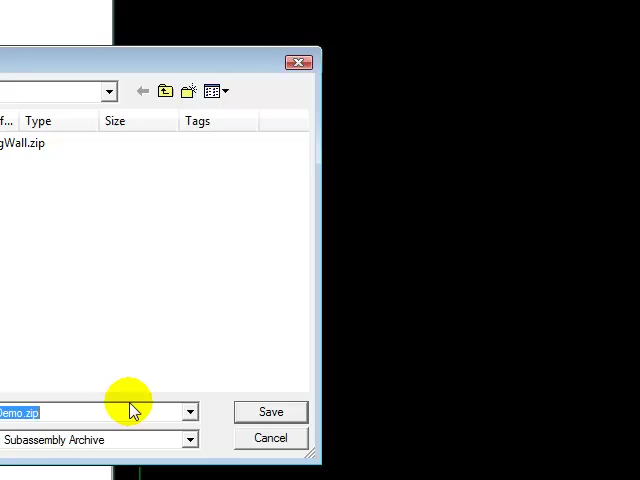 f... Type Size Tags
gWall.zip
Demo.zip Save
Subassembly Archive Cancel